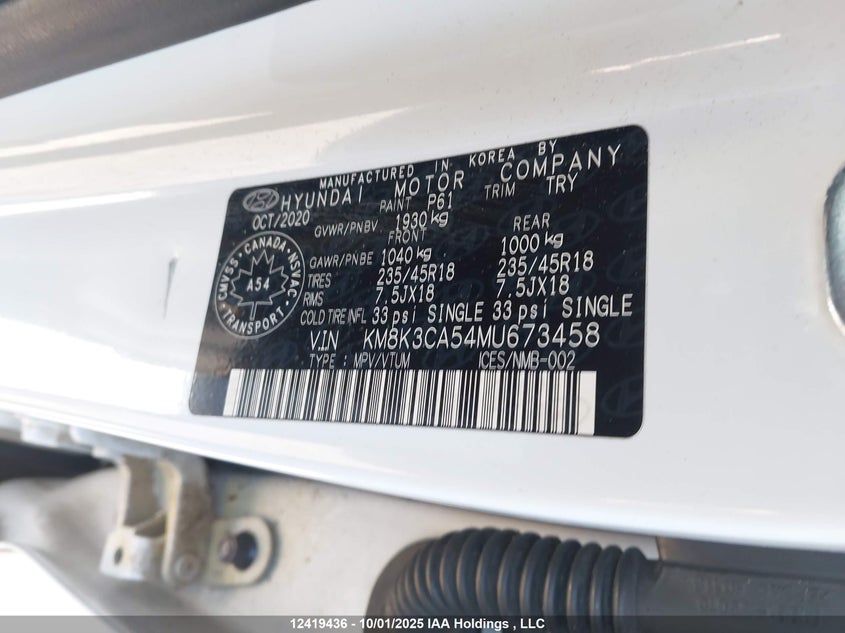 MANUFACTURED IN KOREA BY
HYUNDAI MOTOR COMPANY
OCT/2020 PAINT P61 TRIM TRY
GVWR/PNBV 1930 kg
FRONT REAR
GAWR/PNBE 1040 kg 1000 kg
TIRES 235/45R18 235/45R18
RIMS 7.5JX18 7.5JX18
COLD TIRE INFL 33 psi SINGLE 33 psi SINGLE
V.I.N KM8K3CA54MU673458
TYPE : MPV/VTUM ICES/NMB-002
CANADA
CMVSS NSVAC
A54
TRANSPORT
>PP<
12419436 - 10/01/2025 IAA Holdings , LLC